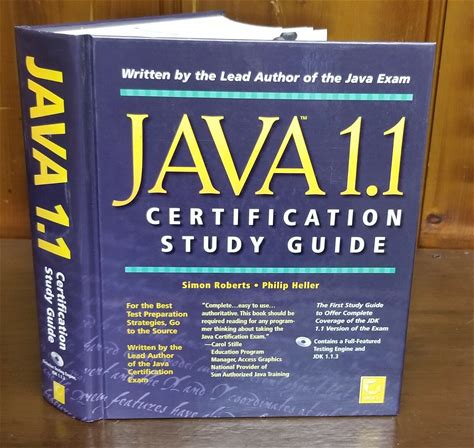 Written by the Lead Author of the Java Exam
JAVA™ 1.1
CERTIFICATION
STUDY GUIDE
Simon Roberts • Philip Heller
For the Best
Test Preparation
Strategies, Go
to the Source
Written by the
Lead Author
of the Java
Certification
Exam
"Complete...easy to use...
authoritative. This book should be
required reading for any program-
mer thinking about taking the
Java Certification Exam."
—Carol Stille
Education Program
Manager, Access Graphics
National Provider of
Sun Authorized Java Training
The First Study Guide
to Offer Complete
Coverage of the JDK
1.1 Version of the Exam
Contains a Full-Featured
Testing Engine and
JDK 1.1.3
JAVA 1.1
Certification
Study Guide